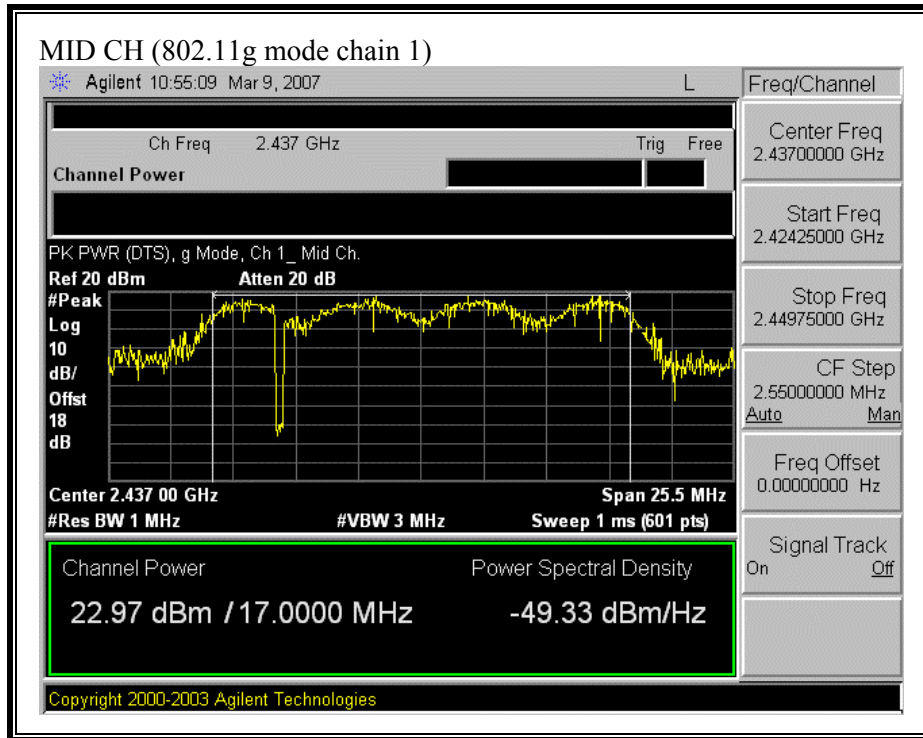 MID CH (802.11g mode chain 1)
Agilent 10:55:09 Mar 9, 2007 L
Freq/Channel
Ch Freq 2.437 GHz Trig Free
Channel Power
PK PWR (DTS), g Mode, Ch 1_ Mid Ch.
Ref 20 dBm Atten 20 dB
#Peak
Log
10
dB/
Offst
18
dB
Center 2.437 00 GHz Span 25.5 MHz
#Res BW 1 MHz #VBW 3 MHz Sweep 1 ms (601 pts)
Channel Power Power Spectral Density
22.97 dBm / 17.0000 MHz -49.33 dBm/Hz
Copyright 2000-2003 Agilent Technologies
Center Freq
2.43700000 GHz
Start Freq
2.42425000 GHz
Stop Freq
2.44975000 GHz
CF Step
2.55000000 MHz
Auto Man
Freq Offset
0.00000000 Hz
Signal Track
On Off